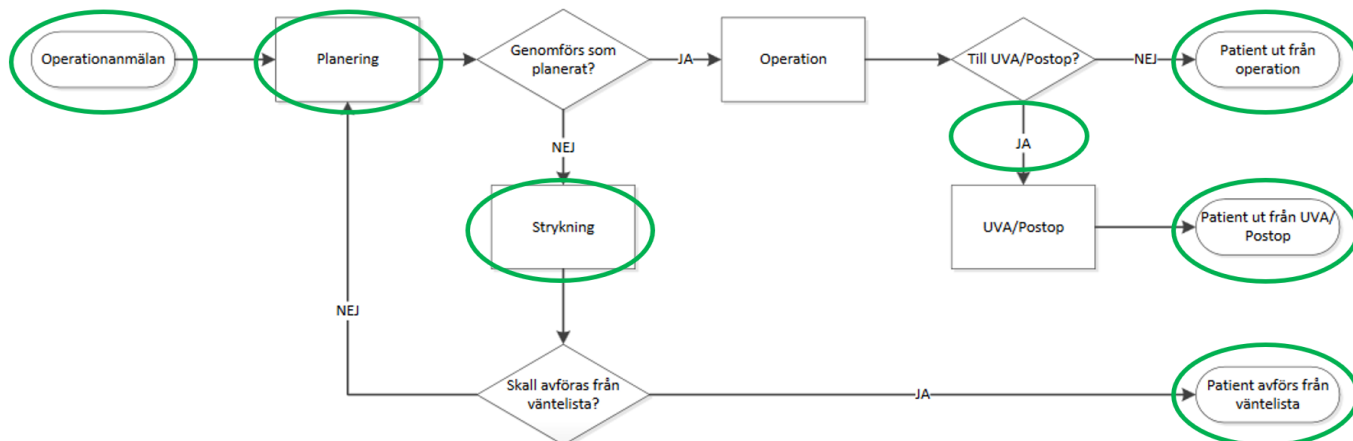 Operationanmälan
Planering
Genomförs som
planerat?
JA
Operation
Till UVA/Postop?
NEJ
Patient ut från
operation
NEJ
JA
Strykning
UVA/Postop
Patient ut från UVA/
Postop
NEJ
Skall avföras från
väntelista?
JA
Patient avförs från
väntelista